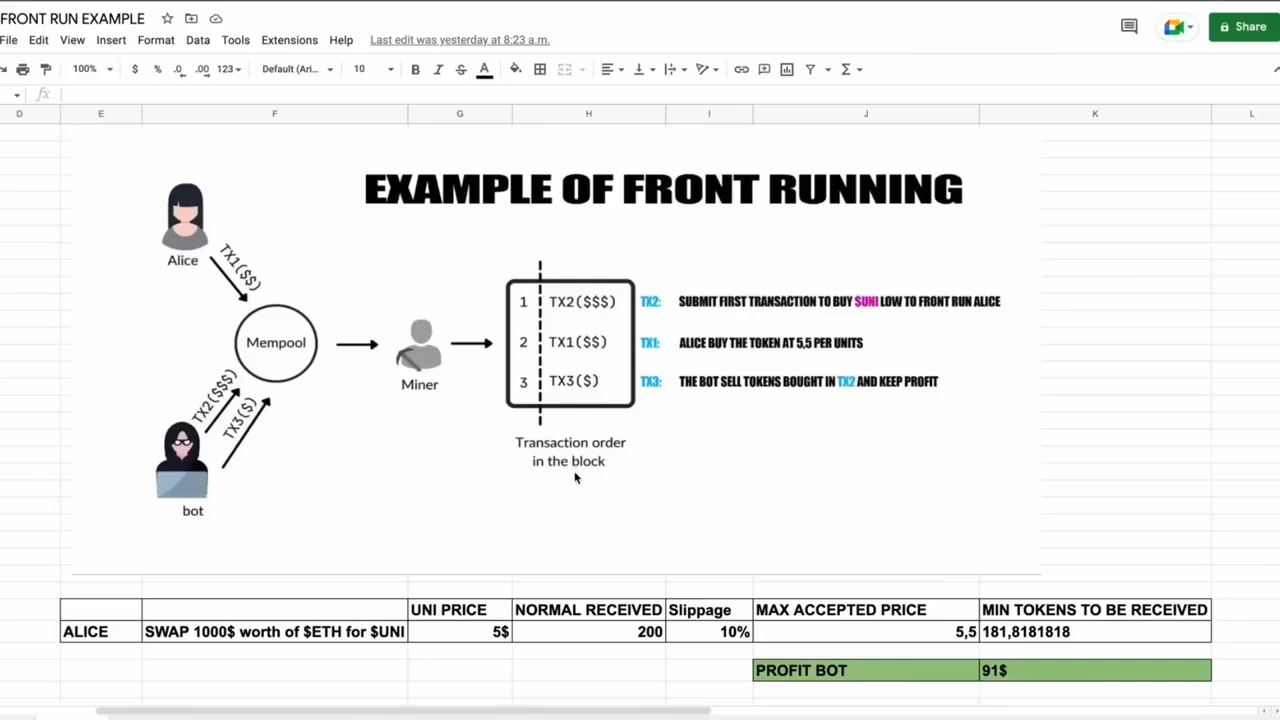 FRONT RUN EXAMPLE
Share
File Edit View Insert Format Data Tools Extensions Help Last edit was yesterday at 8:23 a.m.
100% $ % .0 .00 123 Default (Ari... 10 B I S A
fx
D E F G H I J K L
EXAMPLE OF FRONT RUNNING
Alice
TX1($$)
Mempool
TX2($$$)
TX3($)
bot
Miner
1 TX2($$$) TX2: SUBMIT FIRST TRANSACTION TO BUY $UNI LOW TO FRONT RUN ALICE
2 TX1($$) TX1: ALICE BUY THE TOKEN AT 5,5 PER UNITS
3 TX3($) TX3: THE BOT SELL TOKENS BOUGHT IN TX2 AND KEEP PROFIT
Transaction order
in the block
UNI PRICE NORMAL RECEIVED Slippage MAX ACCEPTED PRICE MIN TOKENS TO BE RECEIVED
ALICE SWAP 1000$ worth of $ETH for $UNI 5$ 200 10% 5,5 181,8181818
PROFIT BOT 91$